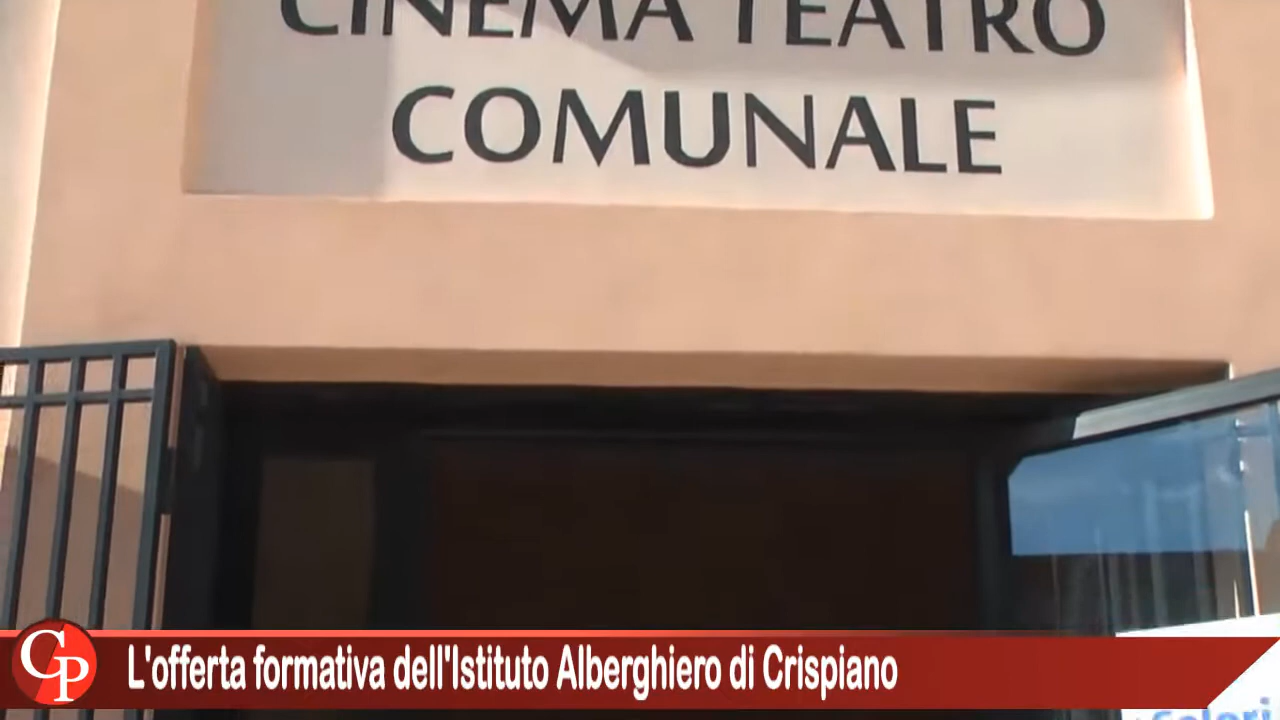 CINEMA TEATRO
COMUNALE
CP
L'offerta formativa dell'Istituto Alberghiero di Crispiano